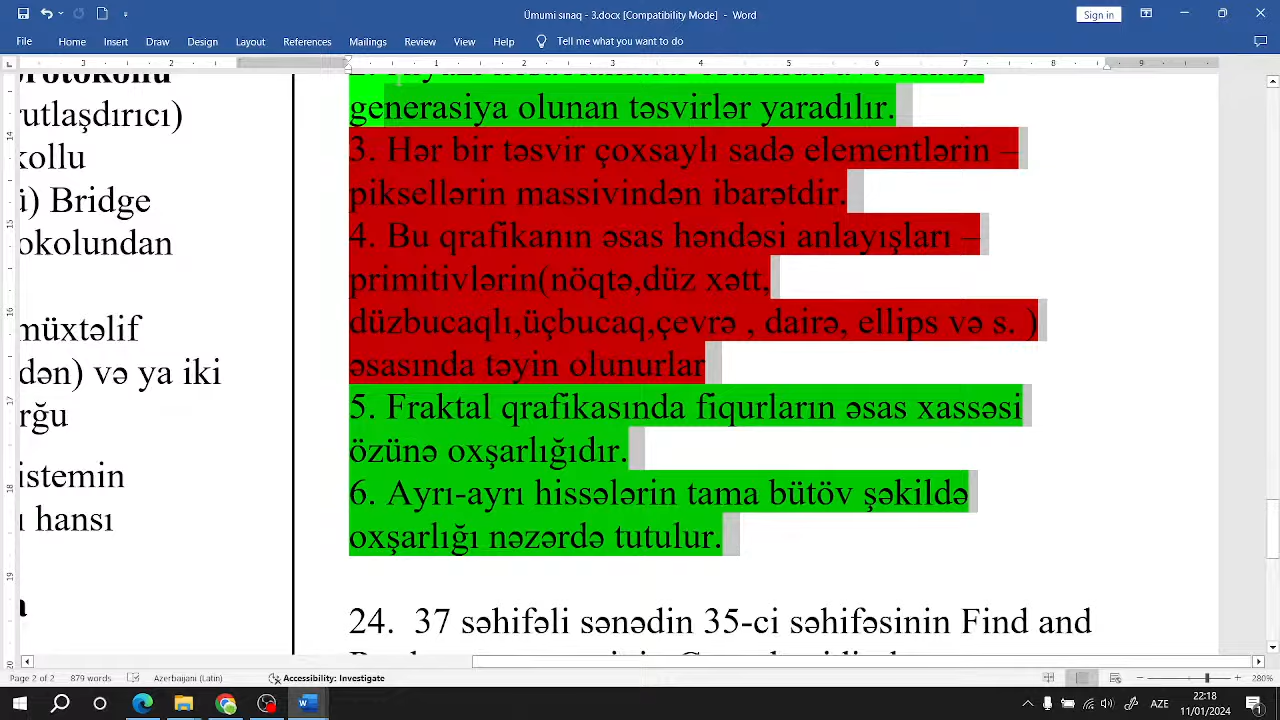 Umumi sınaq - 3.docx [Compatibility Mode] - Word
Sign in
File Home Insert Draw Design Layout References Mailings Review View Help Tell me what you want to do
rotokollu
rutlaşdırıcı)
kollu
ü) Bridge
okolundan
müxtəlif
dən) və ya iki
rğu
istemin
ı hansı
a
generasiya olunan təsvirlər yaradılır.
3. Hər bir təsvir çoxsaylı sadə elementlərin –
piksellərin massivindən ibarətdir.
4. Bu qrafikanın əsas həndəsi anlayışları –
primitivlərin(nöqtə,düz xətt,
düzbucaqlı,üçbucaq,çevrə , dairə, ellips və s. )
əsasında təyin olunurlar
5. Fraktal qrafikasında fiqurların əsas xassəsi
özünə oxşarlığıdır.
6. Ayrı-ayrı hissələrin tama bütöv şəkildə
oxşarlığı nəzərdə tutulur.
24. 37 səhifəli sənədin 35-ci səhifəsinin Find and
Page 2 of 2 879 words Azerbaijani (Latin) Accessibility: Investigate 280%
AZE 22:18
11/01/2024